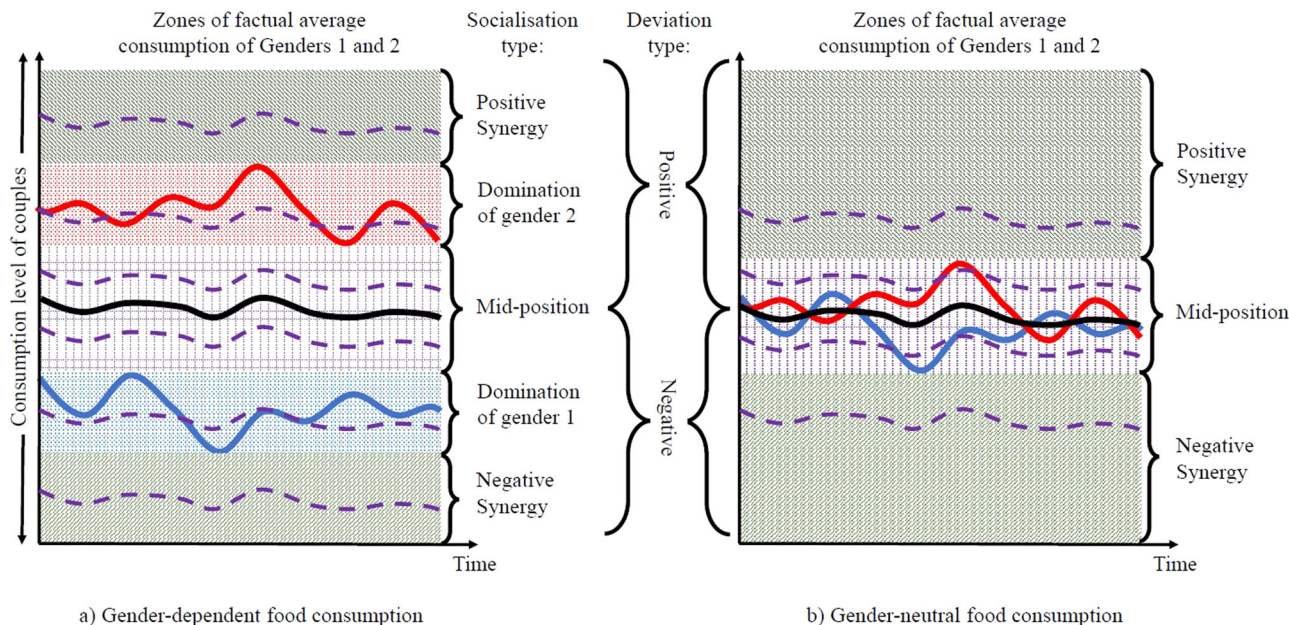 Zones of factual average
consumption of Genders 1 and 2
Socialisation
type:
Deviation
type:
Zones of factual average
consumption of Genders 1 and 2
Consumption level of couples
Positive
Synergy
Domination
of gender 2
Mid-position
Domination
of gender 1
Negative
Synergy
Time
Positive
Negative
Positive
Synergy
Mid-position
Negative
Synergy
Time
a) Gender-dependent food consumption
b) Gender-neutral food consumption